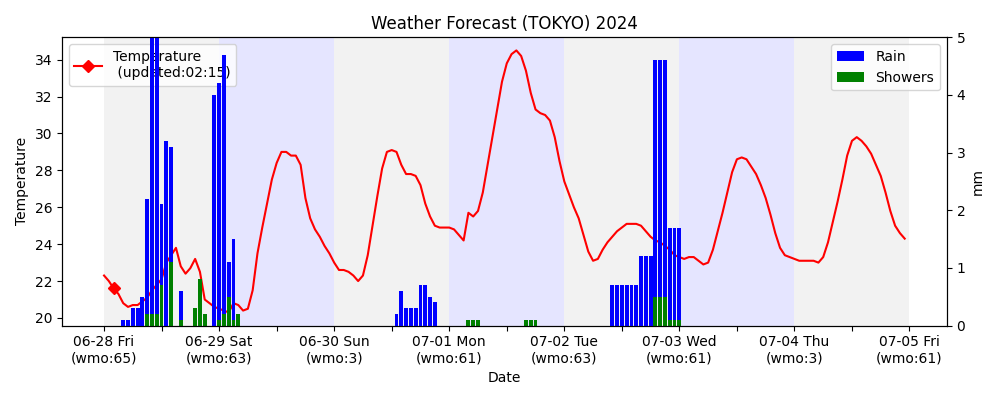 Weather Forecast (TOKYO) 2024
Temperature
(updated:02:15)
Rain
Showers
Temperature
34
32
30
28
26
24
22
20
5
4
3
2
1
0
mm
06-28 Fri 06-29 Sat 06-30 Sun 07-01 Mon 07-02 Tue 07-03 Wed 07-04 Thu 07-05 Fri
(wmo:65) (wmo:63) (wmo:3) (wmo:61) (wmo:63) (wmo:61) (wmo:3) (wmo:61)
Date